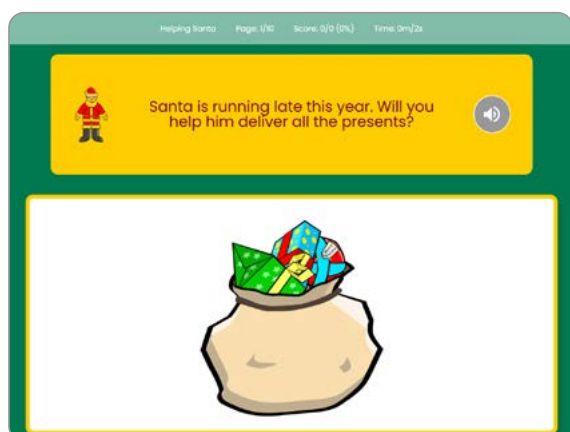 Helping Santa Page: 1/10 Score: 0/0 (0%) Time: 0m/2s
Santa is running late this year. Will you
help him deliver all the presents?